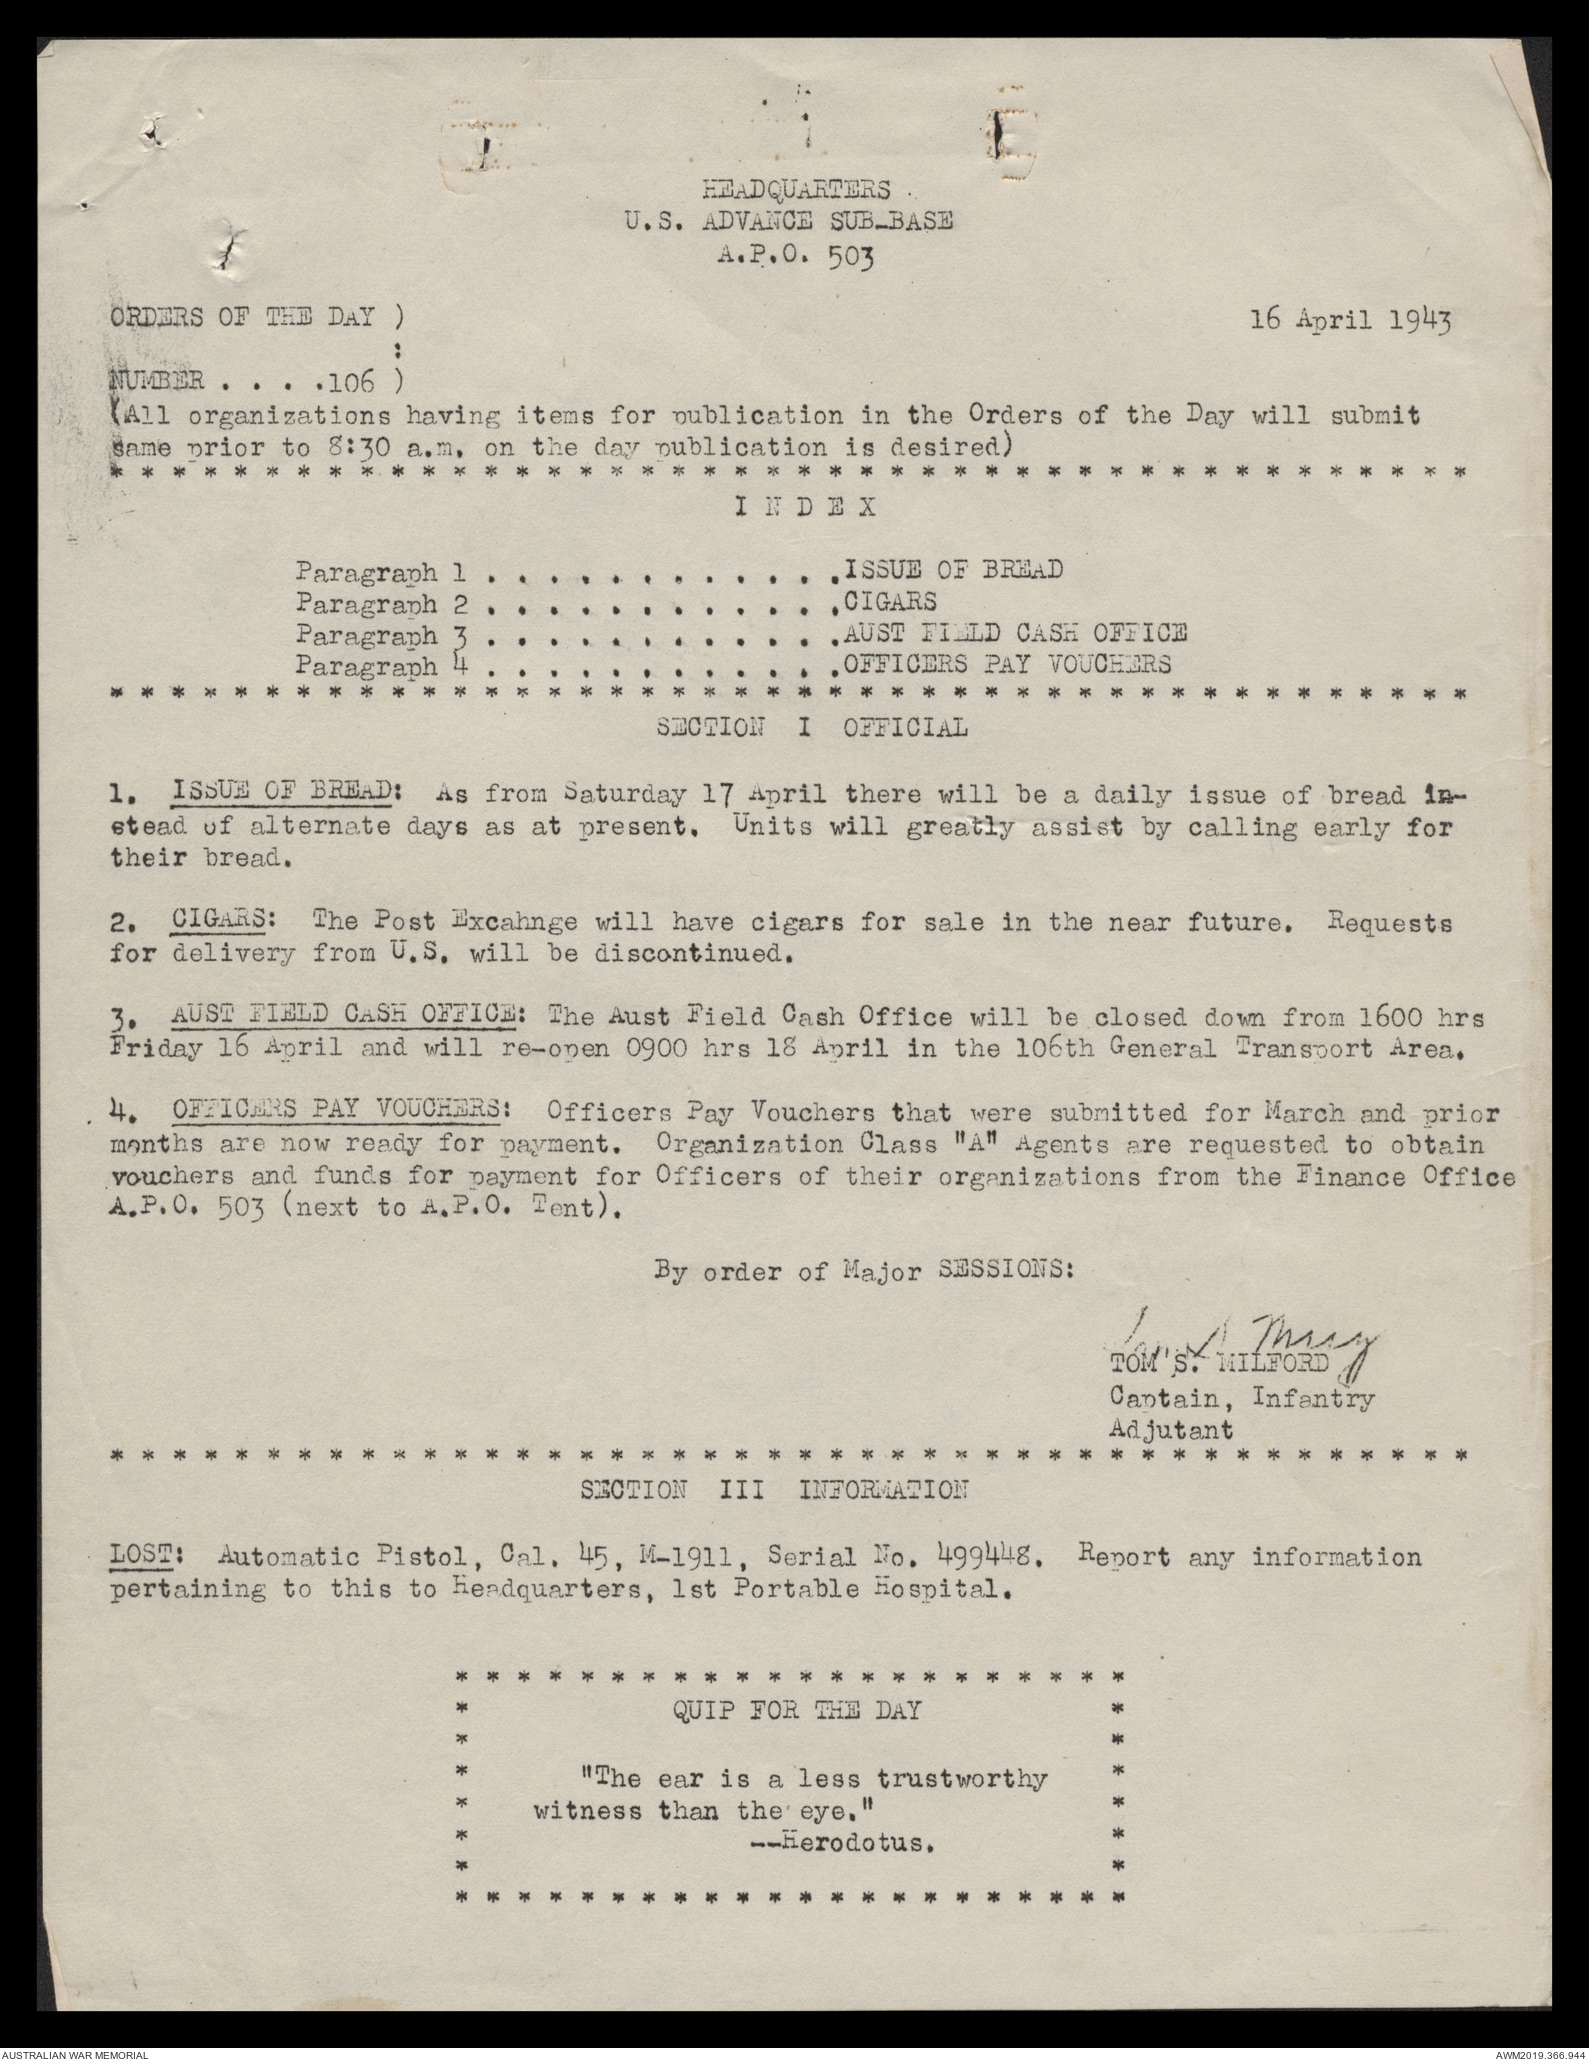 HEADQUARTERS
U.S. ADVANCE SUB-BASE
A.P.O. 503
ORDERS OF THE DAY ) 16 April 1943
:
NUMBER . . . .106 )
(All organizations having items for publication in the Orders of the Day will submit
same prior to 8:30 a.m. on the day publication is desired)
* * * * * * * * * * * * * * * * * * * * * * * * * * * * * * * * * * * * * * * * * * * *
I N D E X
Paragraph 1 . . . . . . . . . . . .ISSUE OF BREAD
Paragraph 2 . . . . . . . . . . . .CIGARS
Paragraph 3 . . . . . . . . . . . .AUST FIELD CASH OFFICE
Paragraph 4 . . . . . . . . . . . .OFFICERS PAY VOUCHERS
* * * * * * * * * * * * * * * * * * * * * * * * * * * * * * * * * * * * * * * * * * * *
SECTION I OFFICIAL
1. ISSUE OF BREAD: As from Saturday 17 April there will be a daily issue of bread in-
stead of alternate days as at present. Units will greatly assist by calling early for
their bread.
2. CIGARS: The Post Excahnge will have cigars for sale in the near future. Requests
for delivery from U.S. will be discontinued.
3. AUST FIELD CASH OFFICE: The Aust Field Cash Office will be closed down from 1600 hrs
Friday 16 April and will re-open 0900 hrs 18 April in the 106th General Transport Area.
4. OFFICERS PAY VOUCHERS: Officers Pay Vouchers that were submitted for March and prior
months are now ready for payment. Organization Class "A" Agents are requested to obtain
vouchers and funds for payment for Officers of their organizations from the Finance Office
A.P.O. 503 (next to A.P.O. Tent).
By order of Major SESSIONS:
TOM S. MILFORD
Captain, Infantry
Adjutant
* * * * * * * * * * * * * * * * * * * * * * * * * * * * * * * * * * * * * * * * * * * *
SECTION III INFORMATION
LOST: Automatic Pistol, Cal. 45, M-1911, Serial No. 499448. Report any information
pertaining to this to Headquarters, 1st Portable Hospital.
* * * * * * * * * * * * * * * * * * * * * *
* QUIP FOR THE DAY *
* *
* "The ear is a less trustworthy *
* witness than the eye." *
* --Herodotus. *
* *
* * * * * * * * * * * * * * * * * * * * * *
AUSTRALIAN WAR MEMORIAL AWM2019.366.944